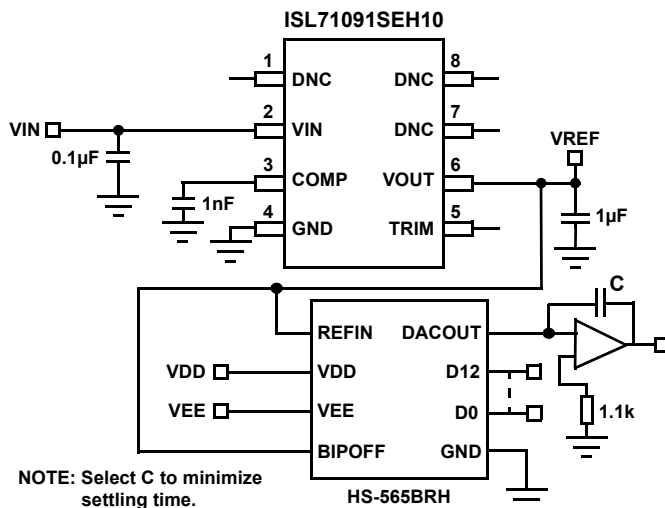 ISL71091SEH10
1 8
DNC DNC
2 7
VIN VIN DNC
VREF
0.1µF
3 6
COMP VOUT
1nF
4 5
GND TRIM
1µF
C
REFIN DACOUT
VDD VDD D12
VEE VEE D0
1.1k
BIPOFF GND
NOTE: Select C to minimize
settling time.
HS-565BRH